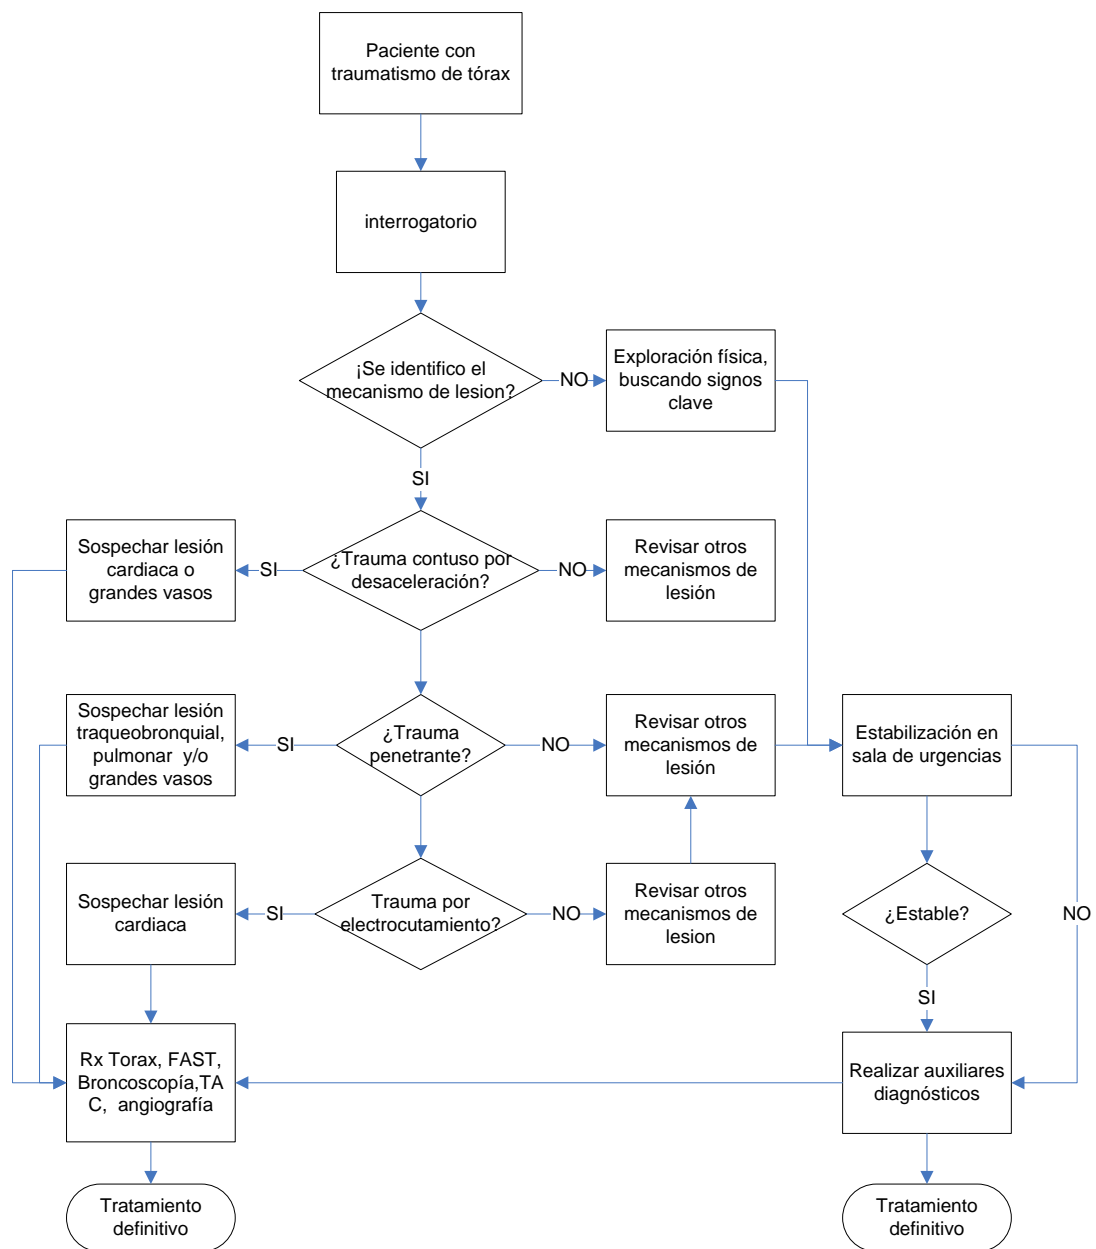 Paciente con
traumatismo de tórax
interrogatorio
¡Se identifico el
mecanismo de lesion?
NO
Exploración física,
buscando signos
clave
SI
Sospechar lesión
cardiaca o
grandes vasos
SI
¿Trauma contuso por
desaceleración?
NO
Revisar otros
mecanismos de
lesión
Sospechar lesión
traqueobronquial,
pulmonar y/o
grandes vasos
SI
¿Trauma
penetrante?
NO
Revisar otros
mecanismos de
lesión
Estabilización en
sala de urgencias
Sospechar lesión
cardiaca
SI
Trauma por
electrocutamiento?
NO
Revisar otros
mecanismos de
lesion
¿Estable?
NO
SI
Rx Torax, FAST,
Broncoscopía,TA
C, angiografía
Realizar auxiliares
diagnósticos
Tratamiento
definitivo
Tratamiento
definitivo